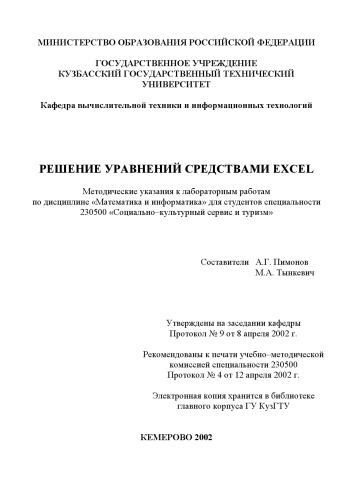 МИНИСТЕРСТВО ОБРАЗОВАНИЯ РОССИЙСКОЙ ФЕДЕРАЦИИ
ГОСУДАРСТВЕННОЕ УЧРЕЖДЕНИЕ
КУЗБАССКИЙ ГОСУДАРСТВЕННЫЙ ТЕХНИЧЕСКИЙ
УНИВЕРСИТЕТ
Кафедра вычислительной техники и информационных технологий
РЕШЕНИЕ УРАВНЕНИЙ СРЕДСТВАМИ EXCEL
Методические указания к лабораторным работам
по дисциплине «Математика и информатика» для студентов специальности
230500 «Социально–культурный сервис и туризм»
Составители А.Г. Пимонов
М.А. Тынкевич
Утверждены на заседании кафедры
Протокол № 9 от 8 апреля 2002 г.
Рекомендованы к печати учебно–методической
комиссией специальности 230500
Протокол № 4 от 12 апреля 2002 г.
Электронная копия хранится в библиотеке
главного корпуса ГУ КузГТУ
КЕМЕРОВО 2002